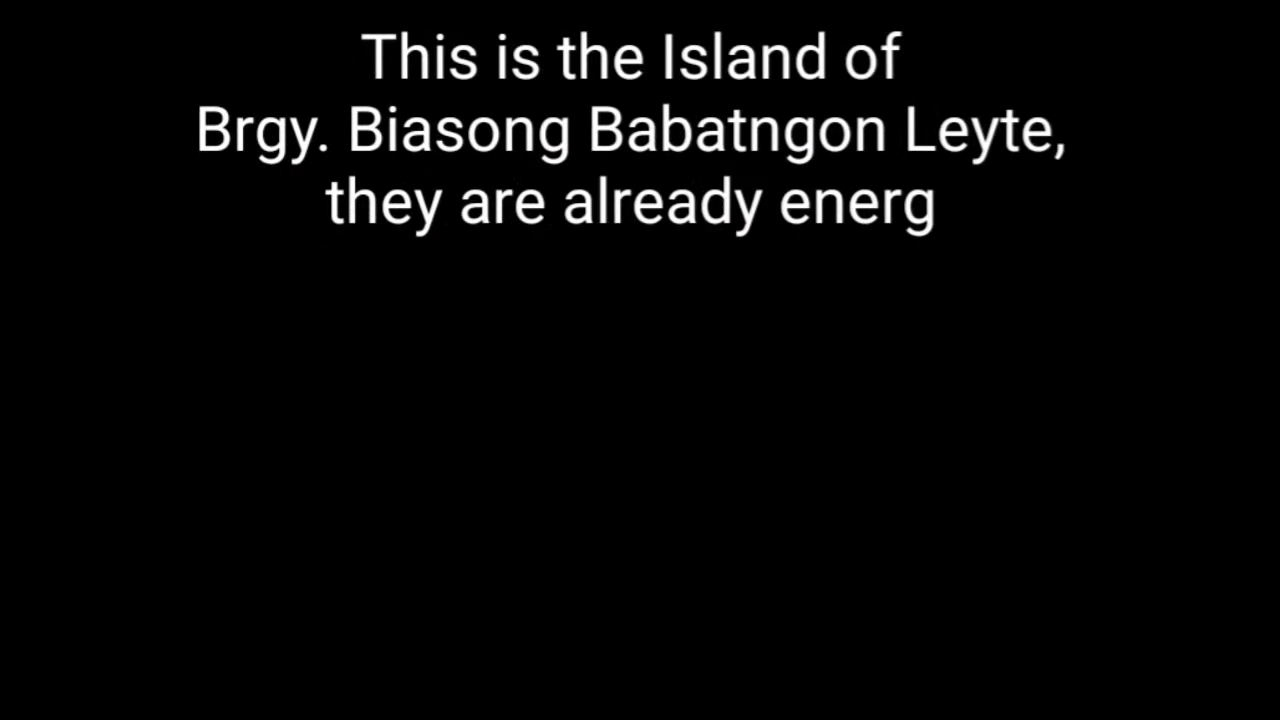 This is the Island of
Brgy. Biasong Babatngon Leyte,
they are already energ